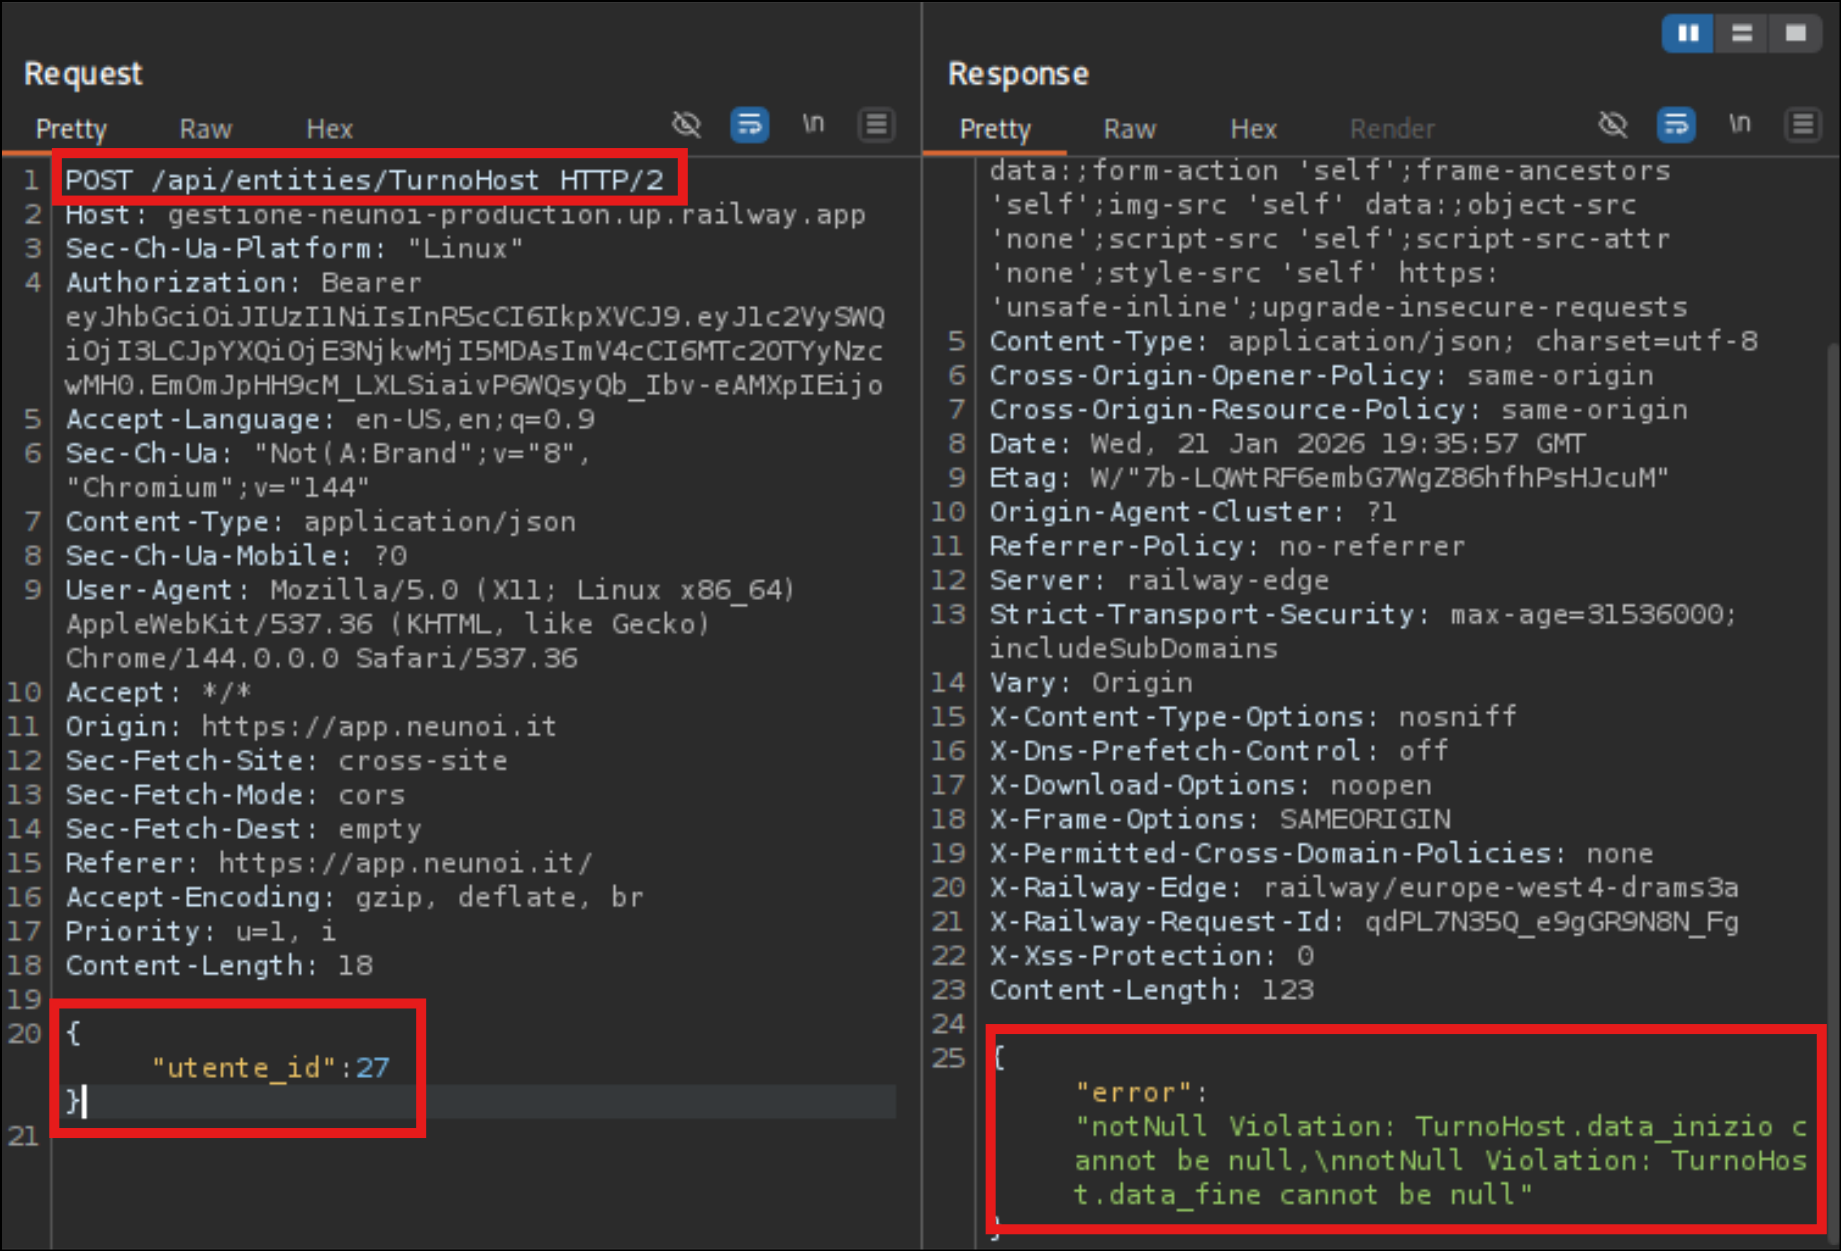 Request
Pretty Raw Hex \n
1 POST /api/entities/TurnoHost HTTP/2
2 Host: gestione-neunoi-production.up.railway.app
3 Sec-Ch-Ua-Platform: "Linux"
4 Authorization: Bearer
eyJhbGciOiJIUzI1NiIsInR5cCI6IkpXVCJ9.eyJ1c2VySWQ
iOjI3LCJpYXQiOjE3NjkwMjI5MDAsImV4cCI6MTc2OTYyNzc
wMH0.EmOmJpHH9cM_LXLSiaivP6WQsyQb_Ibv-eAMXpIEijo
5 Accept-Language: en-US,en;q=0.9
6 Sec-Ch-Ua: "Not(A:Brand";v="8",
"Chromium";v="144"
7 Content-Type: application/json
8 Sec-Ch-Ua-Mobile: ?0
9 User-Agent: Mozilla/5.0 (X11; Linux x86_64)
AppleWebKit/537.36 (KHTML, like Gecko)
Chrome/144.0.0.0 Safari/537.36
10 Accept: */*
11 Origin: https://app.neunoi.it
12 Sec-Fetch-Site: cross-site
13 Sec-Fetch-Mode: cors
14 Sec-Fetch-Dest: empty
15 Referer: https://app.neunoi.it/
16 Accept-Encoding: gzip, deflate, br
17 Priority: u=1, i
18 Content-Length: 18
19
20 {
"utente_id":27
}
21
Response
Pretty Raw Hex Render \n
data:;form-action 'self';frame-ancestors
'self';img-src 'self' data:;object-src
'none';script-src 'self';script-src-attr
'none';style-src 'self' https:
'unsafe-inline';upgrade-insecure-requests
5 Content-Type: application/json; charset=utf-8
6 Cross-Origin-Opener-Policy: same-origin
7 Cross-Origin-Resource-Policy: same-origin
8 Date: Wed, 21 Jan 2026 19:35:57 GMT
9 Etag: W/"7b-LQWtRF6embG7WgZ86hfhPsHJcuM"
10 Origin-Agent-Cluster: ?1
11 Referrer-Policy: no-referrer
12 Server: railway-edge
13 Strict-Transport-Security: max-age=31536000;
includeSubDomains
14 Vary: Origin
15 X-Content-Type-Options: nosniff
16 X-Dns-Prefetch-Control: off
17 X-Download-Options: noopen
18 X-Frame-Options: SAMEORIGIN
19 X-Permitted-Cross-Domain-Policies: none
20 X-Railway-Edge: railway/europe-west4-drams3a
21 X-Railway-Request-Id: qdPL7N35Q_e9gGR9N8N_Fg
22 X-Xss-Protection: 0
23 Content-Length: 123
24
25 {
"error":
"notNull Violation: TurnoHost.data_inizio c
annot be null,\nnotNull Violation: TurnoHos
t.data_fine cannot be null"
}